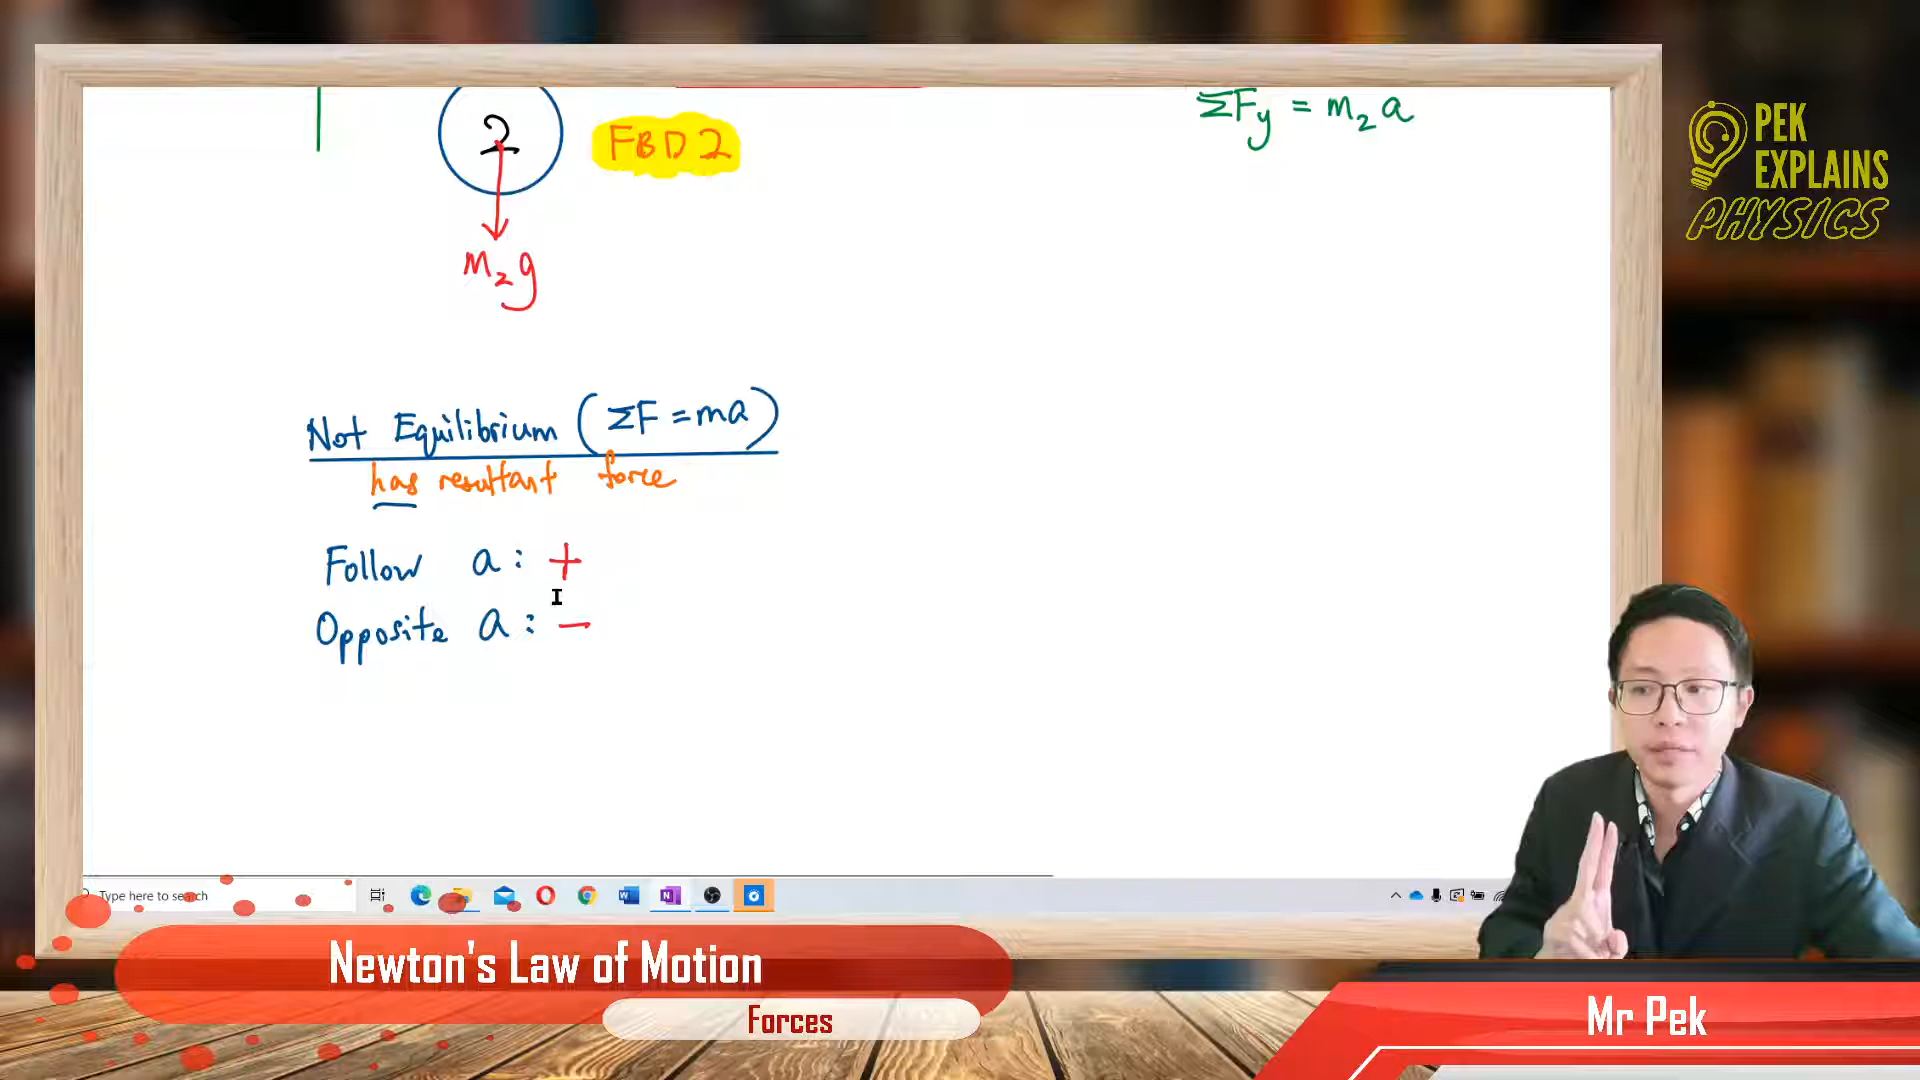 ΣFy = m₂a
2
FBD 2
m₂g
PEK
EXPLAINS
PHYSICS
Not Equilibrium (ΣF = ma)
has resultant force
Follow a: +
Opposite a: −
Type here to search
Newton's Law of Motion
Forces
Mr Pek